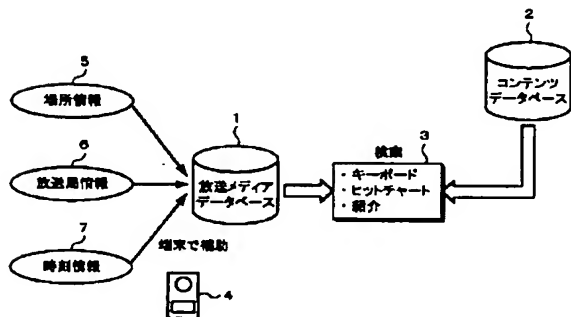 5
場所情報
6
放送局情報
7
時刻情報
1
放送メディア
データベース
端末で補助
4
2
コンテンツ
データベース
検索
3
・キーボード
・ヒットチャート
・紹介